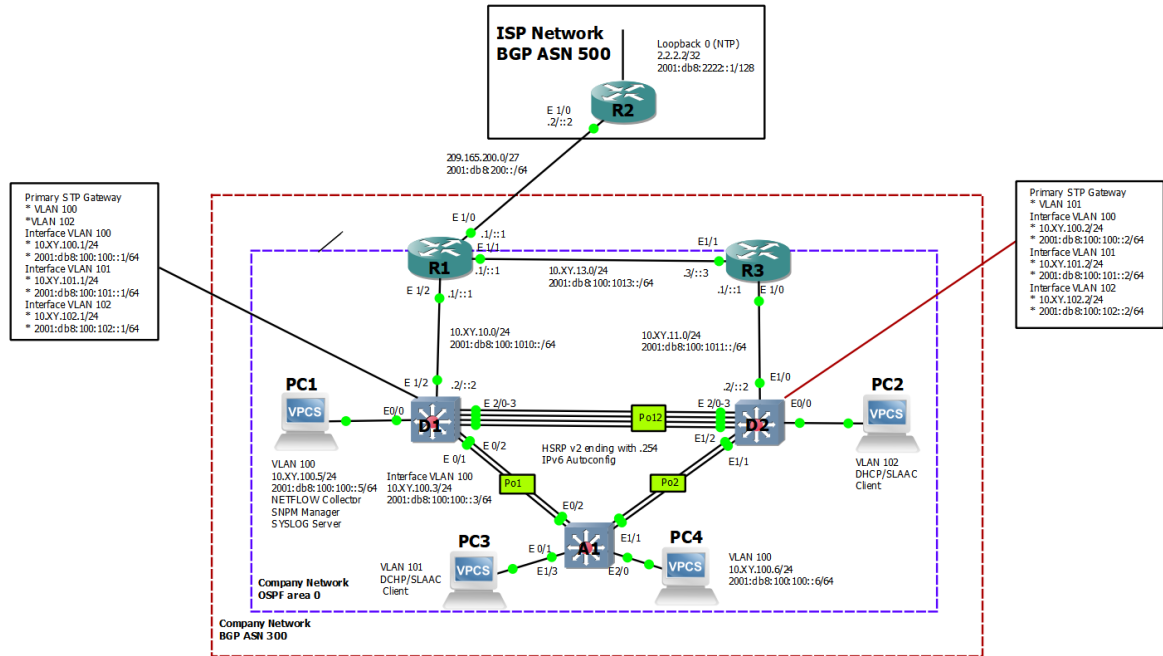 ISP Network
BGP ASN 500
Loopback 0 (NTP)
2.2.2.2/32
2001:db8:2222::1/128
R2
E 1/0
.2/::2
209.165.200.0/27
2001:db8:200::/64
Primary STP Gateway
* VLAN 100
*VLAN 102
Interface VLAN 100
* 10.XY.100.1/24
* 2001:db8:100:100::1/64
Interface VLAN 101
* 10.XY.101.1/24
* 2001:db8:100:101::1/64
Interface VLAN 102
* 10.XY.102.1/24
* 2001:db8:100:102::1/64
Primary STP Gateway
* VLAN 101
Interface VLAN 100
* 10.XY.100.2/24
* 2001:db8:100:100::2/64
Interface VLAN 101
* 10.XY.101.2/24
* 2001:db8:100:101::2/64
Interface VLAN 102
* 10.XY.102.2/24
* 2001:db8:100:102::2/64
E 1/0
.1/::1
R1
E 1/1
.1/::1
E 1/2
.1/::1
10.XY.13.0/24
2001:db8:100:1013::/64
E1/1
.3/::3
R3
.1/::1
E 1/0
10.XY.10.0/24
2001:db8:100:1010::/64
10.XY.11.0/24
2001:db8:100:1011::/64
E 1/2
.2/::2
E1/0
.2/::2
PC1
VPCS
E0/0
D1
E 2/0-3
Po12
E 2/0-3
D2
E0/0
PC2
VPCS
E 0/2
E 0/1
HSRP v2 ending with .254
IPv6 Autoconfig
E1/2
E1/1
VLAN 100
10.XY.100.5/24
2001:db8:100:100::5/64
NETFLOW Collector
SNPM Manager
SYSLOG Server
Interface VLAN 100
10.XY.100.3/24
2001:db8:100:100::3/64
Po1
Po2
VLAN 102
DHCP/SLAAC
Client
E0/2
E 0/1
A1
E1/1
E1/3
E2/0
PC3
VPCS
VLAN 101
DCHP/SLAAC
Client
PC4
VPCS
VLAN 100
10.XY.100.6/24
2001:db8:100:100::6/64
Company Network
OSPF area 0
Company Network
BGP ASN 300